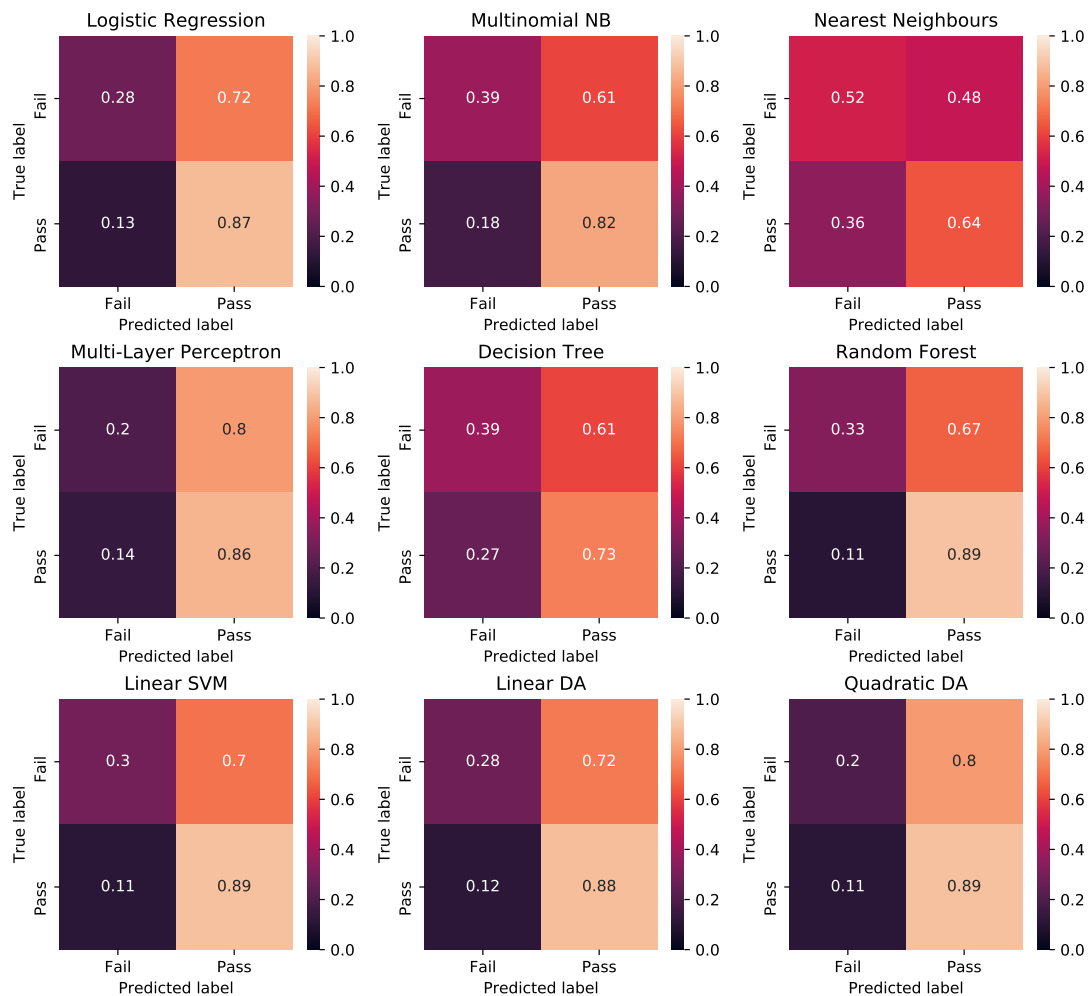 Logistic Regression
1.0
0.8
0.6
0.4
0.2
0.0
Fail
0.28 0.72
Pass
0.13 0.87
True label
Fail Pass
Predicted label
Multinomial NB
1.0
0.8
0.6
0.4
0.2
0.0
Fail
0.39 0.61
Pass
0.18 0.82
True label
Fail Pass
Predicted label
Nearest Neighbours
1.0
0.8
0.6
0.4
0.2
0.0
Fail
0.52 0.48
Pass
0.36 0.64
True label
Fail Pass
Predicted label
Multi-Layer Perceptron
1.0
0.8
0.6
0.4
0.2
0.0
Fail
0.2 0.8
Pass
0.14 0.86
True label
Fail Pass
Predicted label
Decision Tree
1.0
0.8
0.6
0.4
0.2
0.0
Fail
0.39 0.61
Pass
0.27 0.73
True label
Fail Pass
Predicted label
Random Forest
1.0
0.8
0.6
0.4
0.2
0.0
Fail
0.33 0.67
Pass
0.11 0.89
True label
Fail Pass
Predicted label
Linear SVM
1.0
0.8
0.6
0.4
0.2
0.0
Fail
0.3 0.7
Pass
0.11 0.89
True label
Fail Pass
Predicted label
Linear DA
1.0
0.8
0.6
0.4
0.2
0.0
Fail
0.28 0.72
Pass
0.12 0.88
True label
Fail Pass
Predicted label
Quadratic DA
1.0
0.8
0.6
0.4
0.2
0.0
Fail
0.2 0.8
Pass
0.11 0.89
True label
Fail Pass
Predicted label